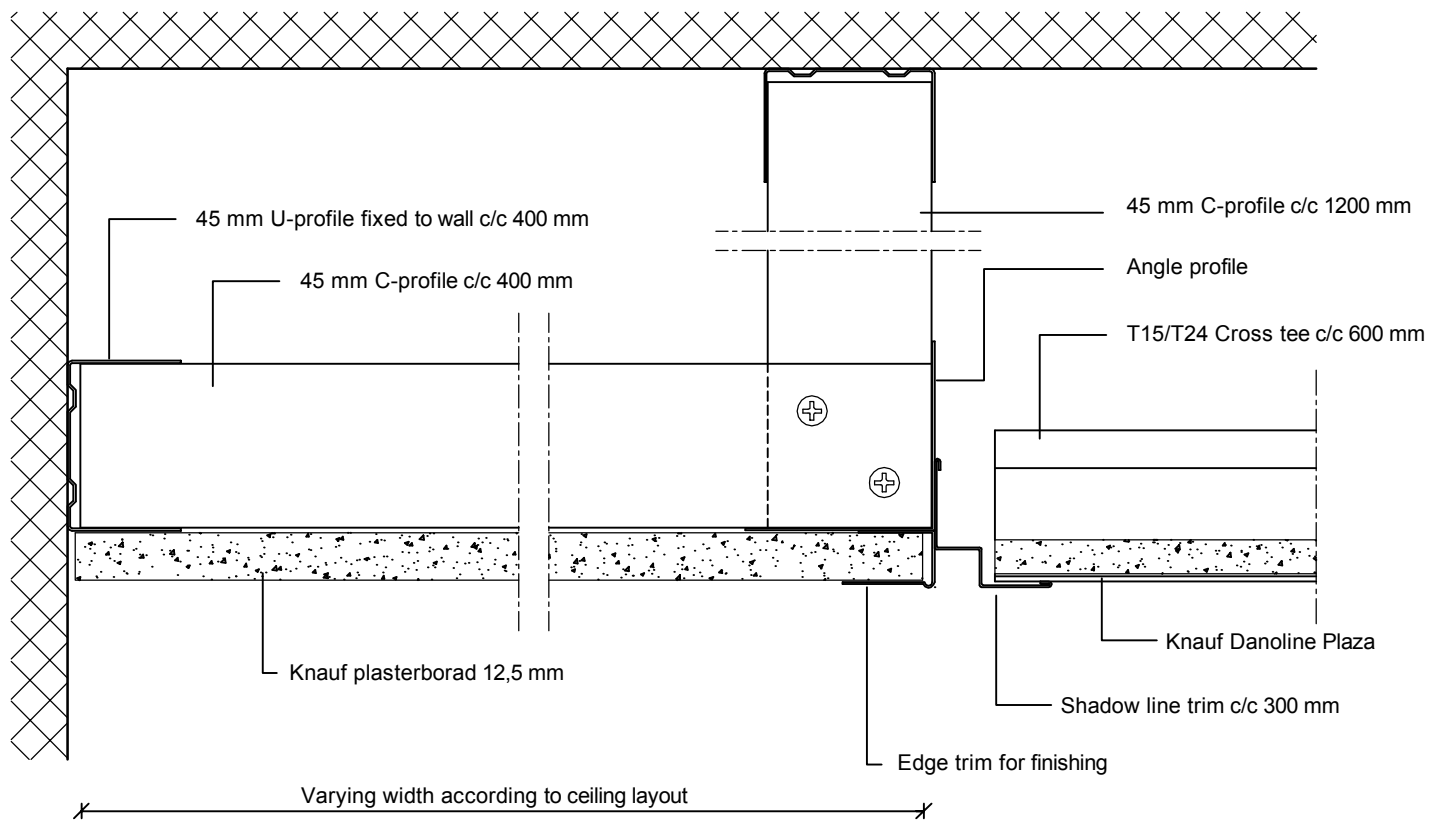 45 mm U-profile fixed to wall c/c 400 mm
45 mm C-profile c/c 1200 mm
45 mm C-profile c/c 400 mm
Angle profile
T15/T24 Cross tee c/c 600 mm
Knauf Danoline Plaza
Knauf plasterborad 12,5 mm
Shadow line trim c/c 300 mm
Edge trim for finishing
Varying width according to ceiling layout